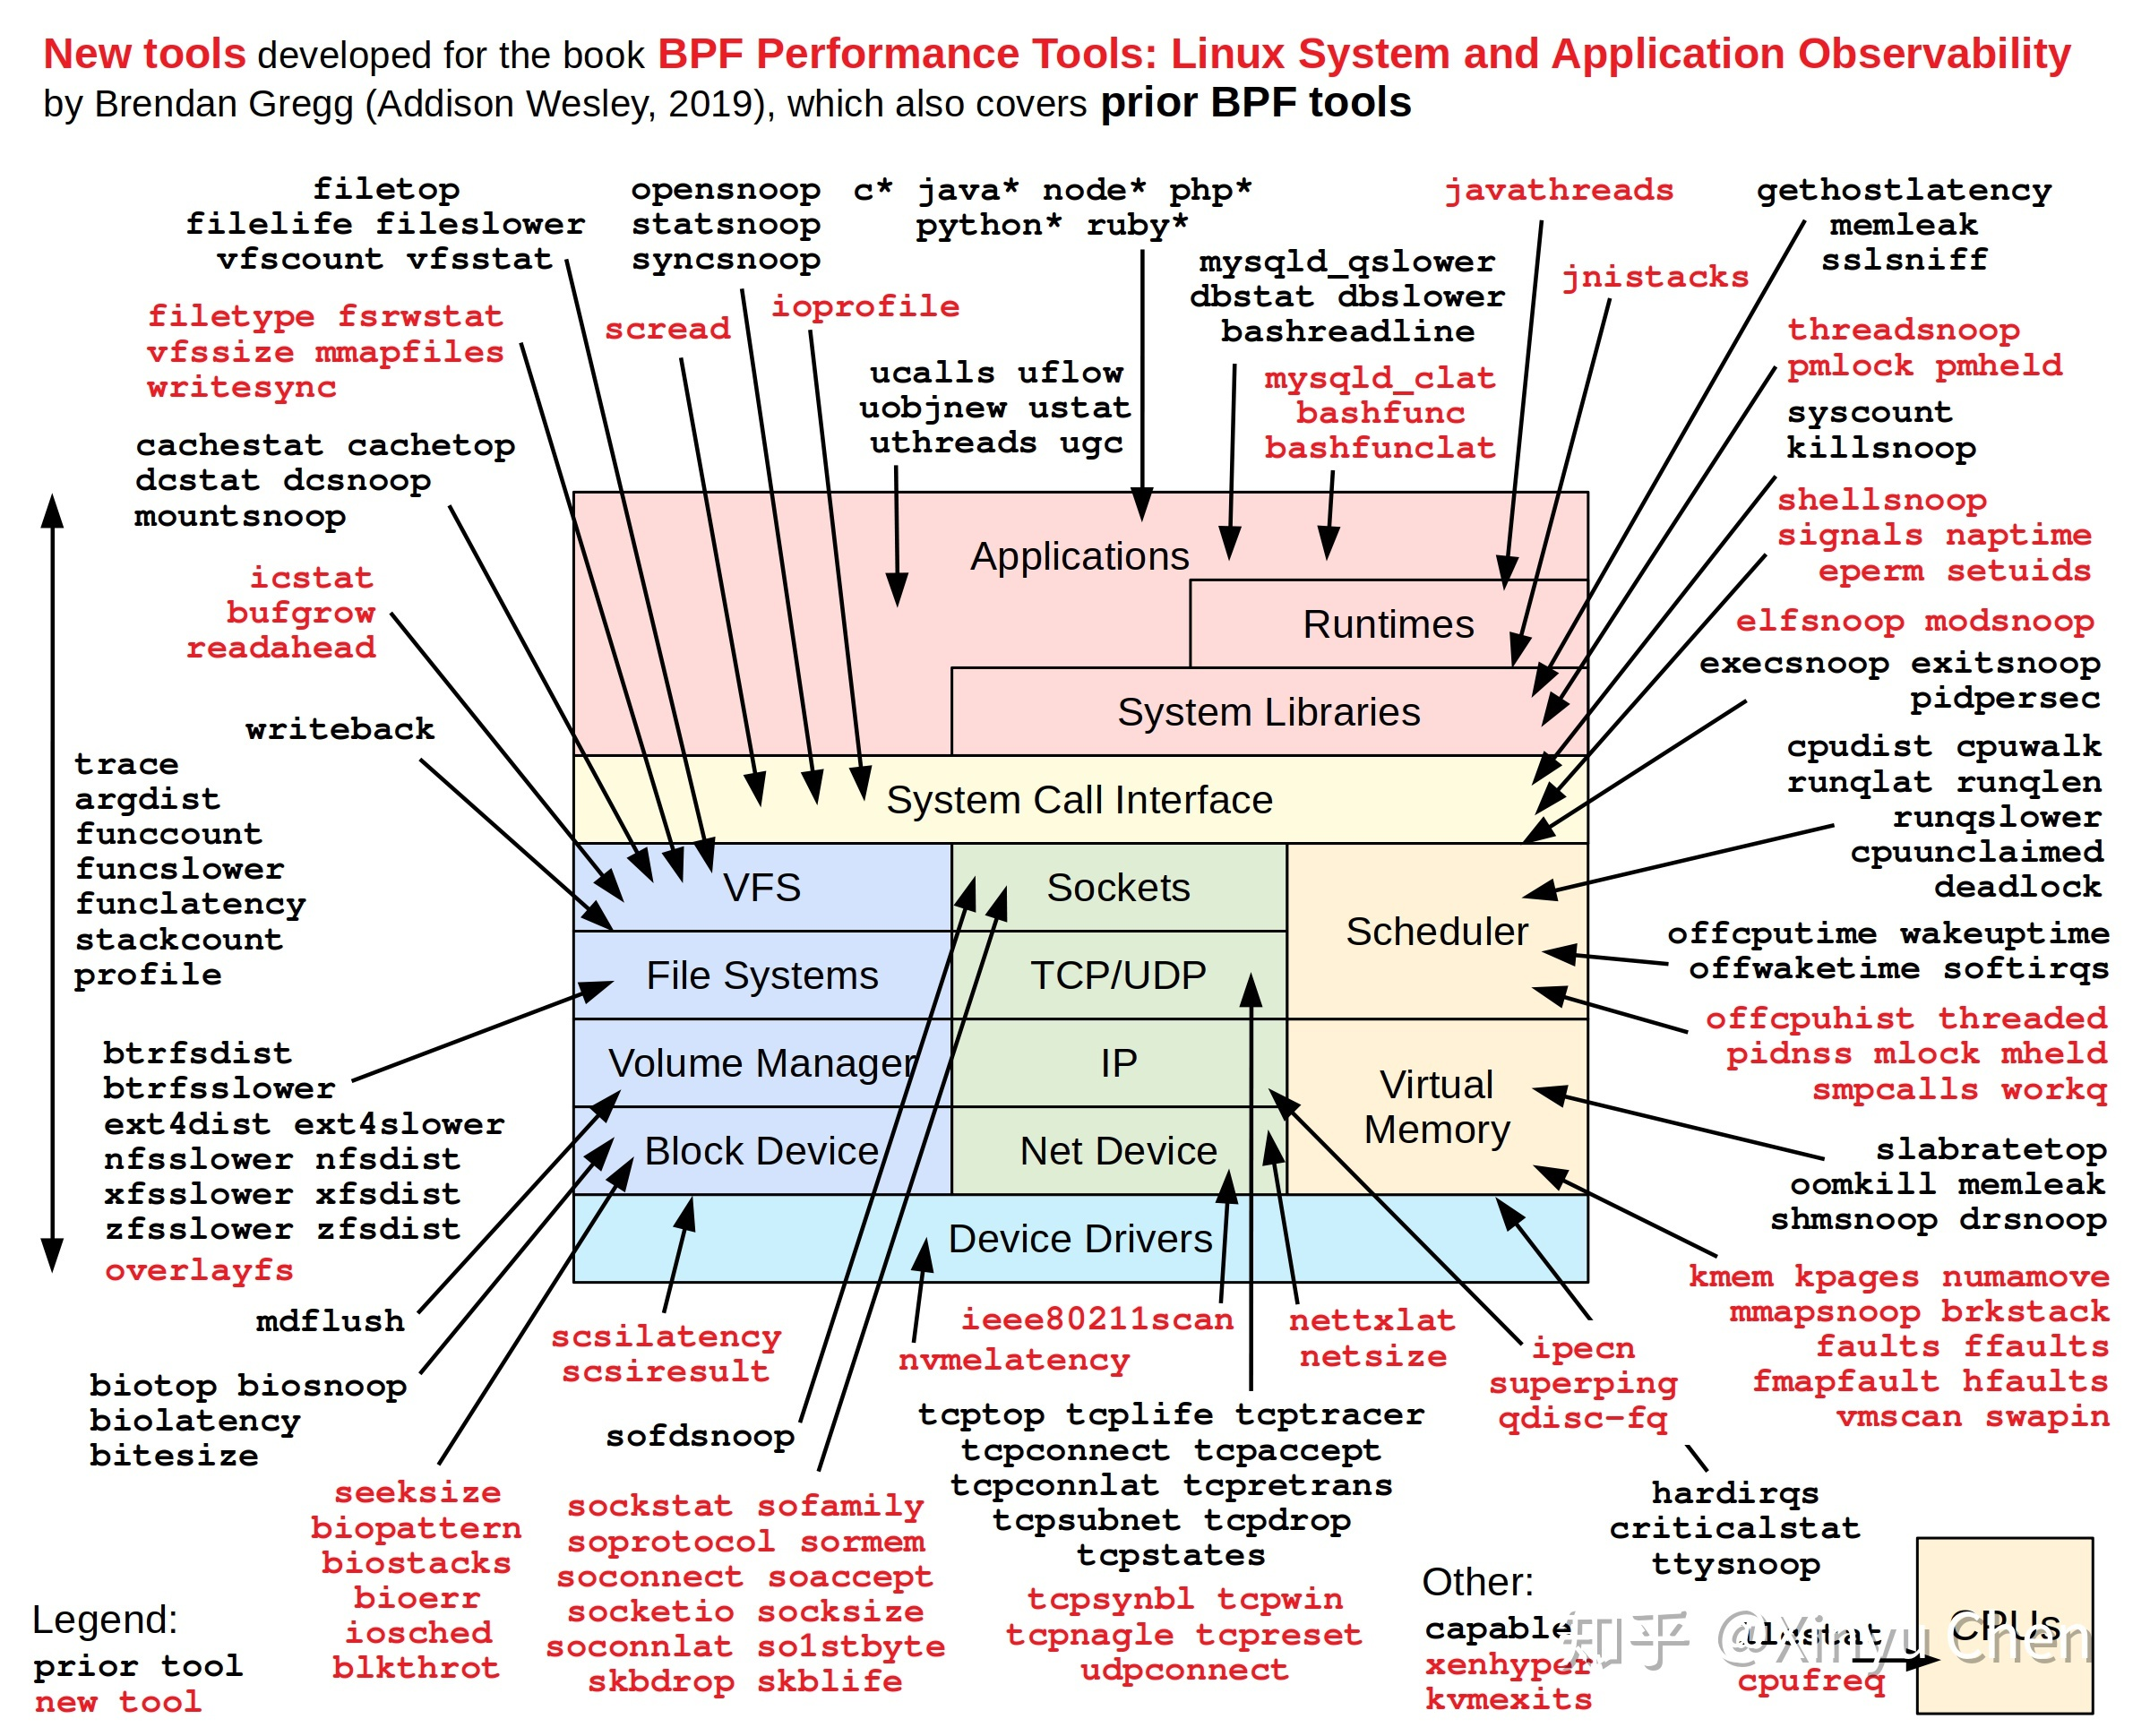 New tools developed for the book BPF Performance Tools: Linux System and Application Observability
by Brendan Gregg (Addison Wesley, 2019), which also covers prior BPF tools
filetop
filelife fileslower
vfscount vfsstat
opensnoop
statsnoop
syncsnoop
c* java* node* php*
python* ruby*
javathreads
gethostlatency
memleak
sslsniff
mysqld_qslower
dbstat dbslower
bashreadline
jnistacks
filetype fsrwstat
vfssize mmapfiles
writesync
scread
ioprofile
threadsnoop
pmlock pmheld
ucalls uflow
uobjnew ustat
uthreads ugc
mysqld_clat
bashfunc
bashfunclat
syscount
killsnoop
cachestat cachetop
dcstat dcsnoop
mountsnoop
shellsnoop
signals naptime
eperm setuids
icstat
bufgrow
readahead
elfsnoop modsnoop
execsnoop exitsnoop
pidpersec
writeback
trace
argdist
funccount
funcslower
funclatency
stackcount
profile
cpudist cpuwalk
runqlat runqlen
runqslower
cpuunclaimed
deadlock
offcputime wakeuptime
offwaketime softirqs
offcpuhist threaded
pidnss mlock mheld
smpcalls workq
Applications
Runtimes
System Libraries
System Call Interface
VFS
Sockets
Scheduler
File Systems
TCP/UDP
Volume Manager
IP
Virtual
Memory
Block Device
Net Device
Device Drivers
btrfsdist
btrfsslower
ext4dist ext4slower
nfsslower nfsdist
xfsslower xfsdist
zfsslower zfsdist
overlayfs
slabratetop
oomkill memleak
shmsnoop drsnoop
kmem kpages numamove
mmapsnoop brkstack
faults ffaults
fmapfault hfaults
vmscan swapin
mdflush
biotop biosnoop
biolatency
bitesize
scsilatency
scsiresult
ieee80211scan
nvmelatency
nettxlat
netsize
ipecn
superping
qdisc-fq
sofdsnoop
tcptop tcplife tcptracer
tcpconnect tcpaccept
tcpconnlat tcpretrans
tcpsubnet tcpdrop
tcpstates
seeksize
biopattern
biostacks
bioerr
iosched
blkthrot
sockstat sofamily
soprotocol sormem
soconnect soaccept
socketio socksize
soconnlat so1stbyte
skbdrop skblife
tcpsynbl tcpwin
tcpnagle tcpreset
udpconnect
hardirqs
criticalstat
ttysnoop
Legend:
prior tool
new tool
Other:
capable
xenhyper
kvmexits
llcstat
cpufreq
CPUs
知乎 @Xinyu Chen